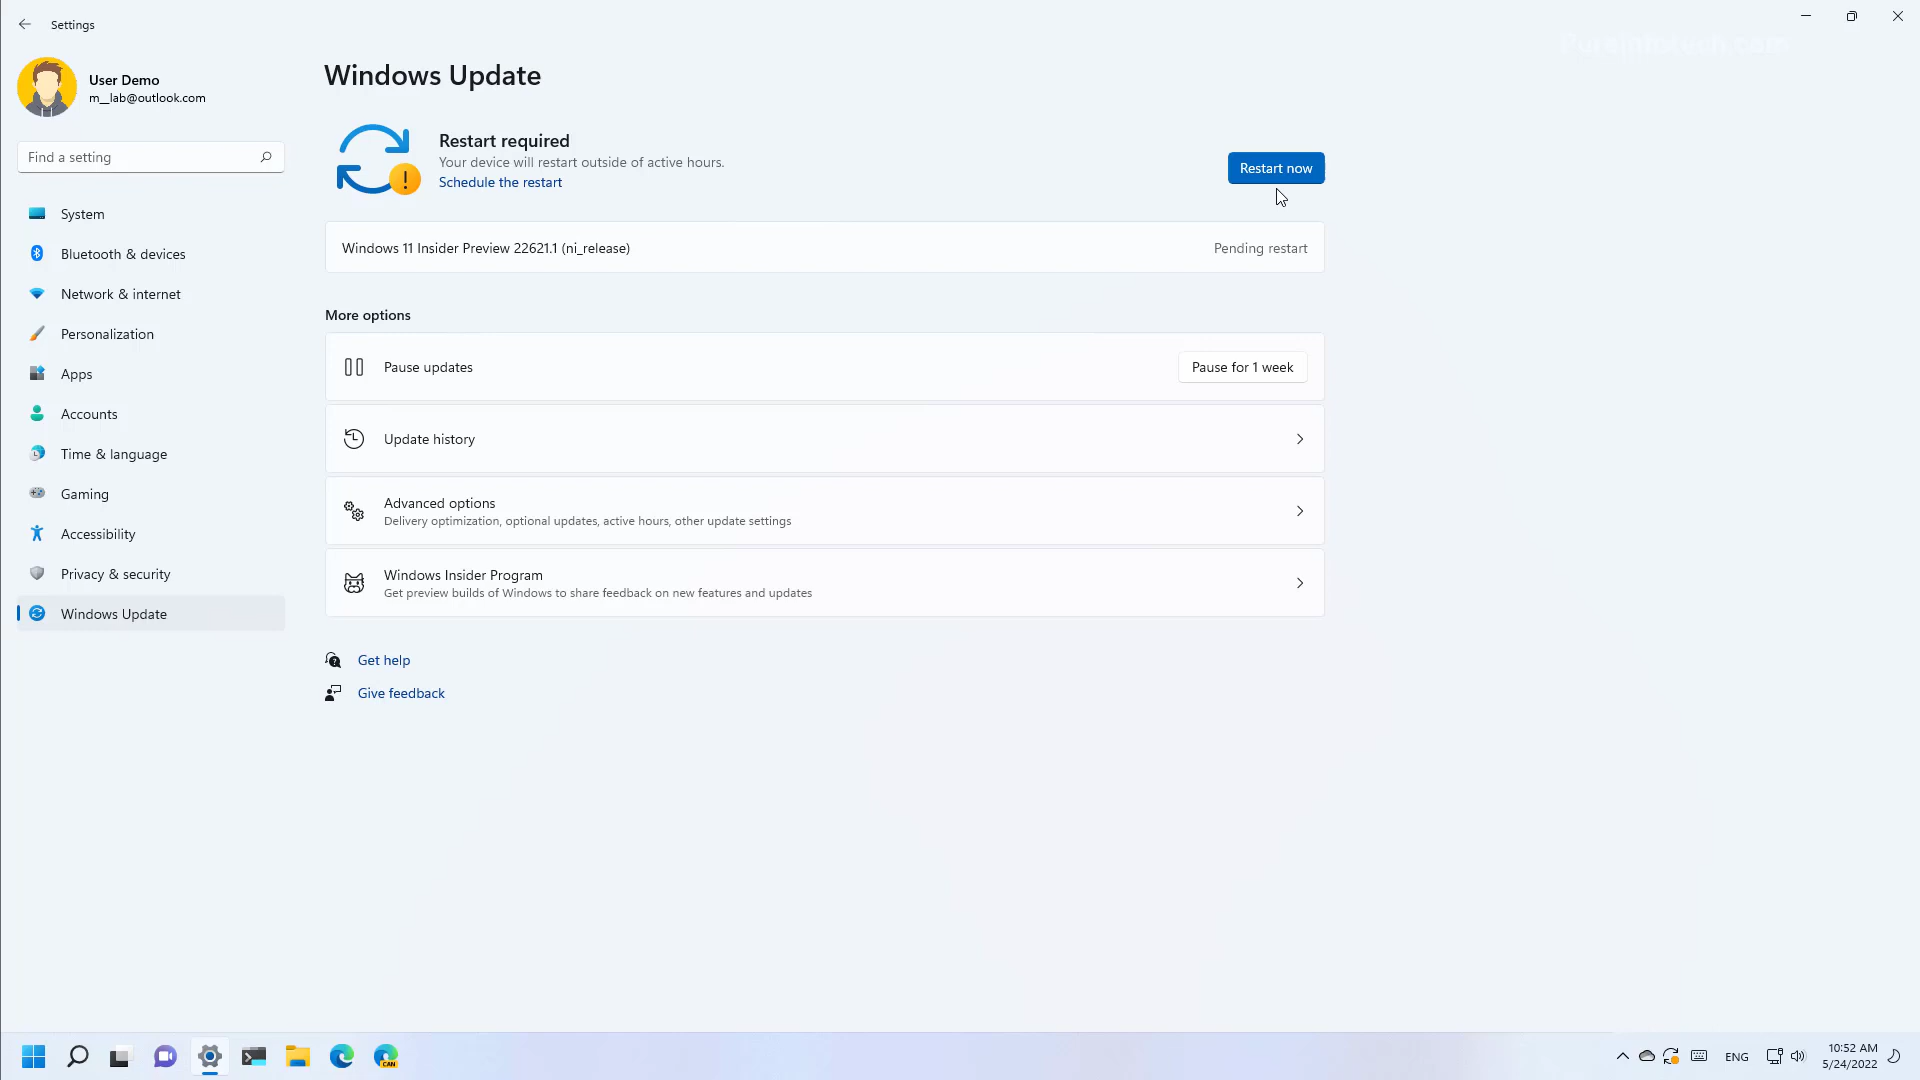 Settings
User Demo
m__lab@outlook.com
Find a setting
System
Bluetooth & devices
Network & internet
Personalization
Apps
Accounts
Time & language
Gaming
Accessibility
Privacy & security
Windows Update
Windows Update
Restart required
Your device will restart outside of active hours.
Schedule the restart
Restart now
Windows 11 Insider Preview 22621.1 (ni_release)
Pending restart
More options
Pause updates
Pause for 1 week
Update history
Advanced options
Delivery optimization, optional updates, active hours, other update settings
Windows Insider Program
Get preview builds of Windows to share feedback on new features and updates
Get help
Give feedback
CAN
ENG
10:52 AM
5/24/2022